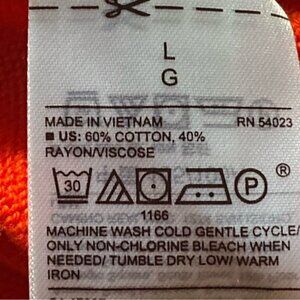 L
G
MADE IN VIETNAM RN 54023
■ US: 60% COTTON, 40%
RAYON/VISCOSE
30 P ®
1166
MACHINE WASH COLD GENTLE CYCLE/
ONLY NON-CHLORINE BLEACH WHEN
NEEDED/ TUMBLE DRY LOW/ WARM
IRON